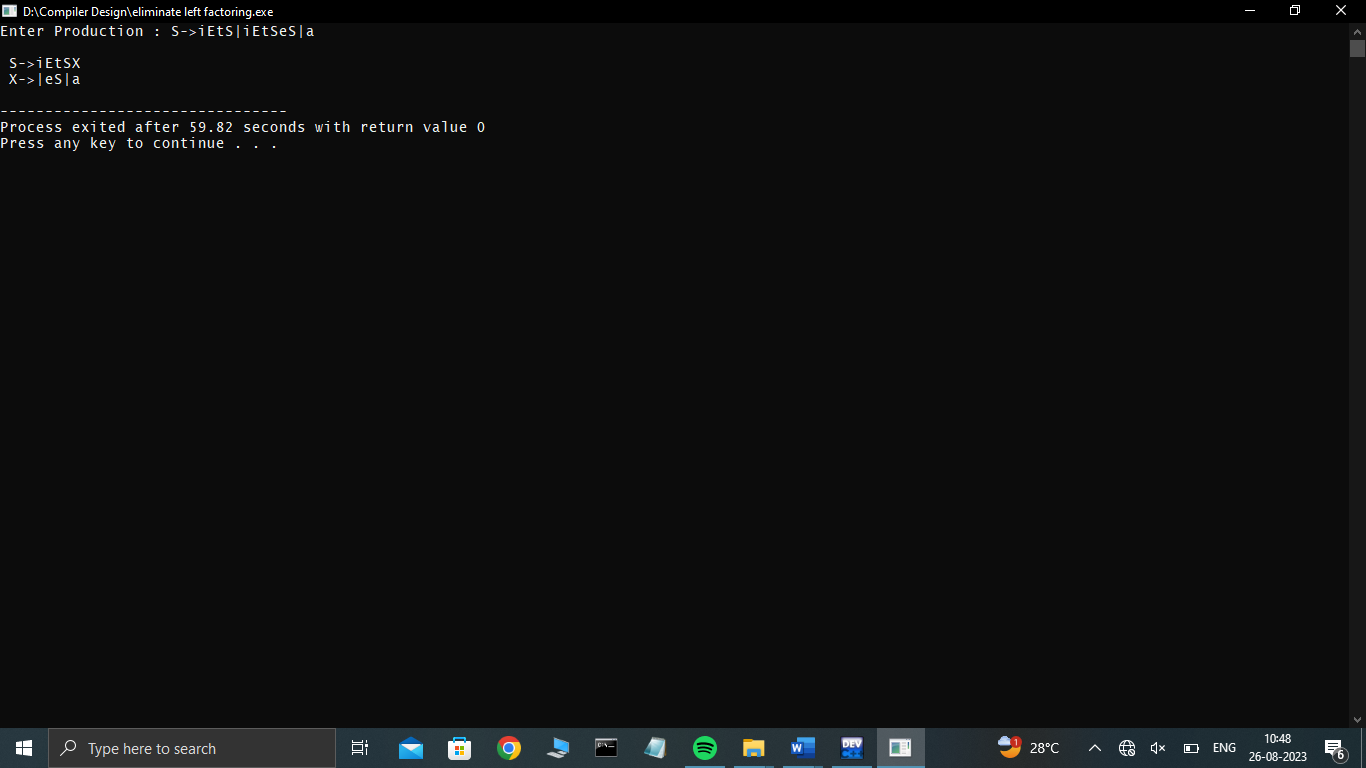 D:\Compiler Design\eliminate left factoring.exe
Enter Production : S->iEtS|iEtSeS|a
S->iEtSX
X->|eS|a
--------------------------------
Process exited after 59.82 seconds with return value 0
Press any key to continue . . .
Type here to search
C:\_
W
DEV
1
28°C
ENG
10:48
26-08-2023
6